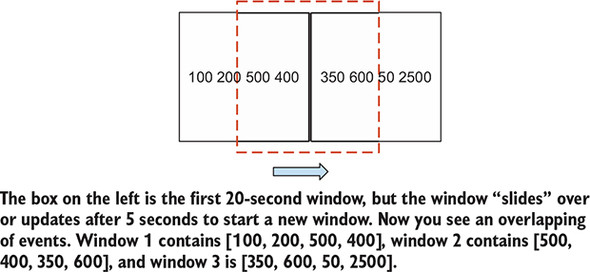 100 200 500 400 350 600 50 2500
The box on the left is the first 20-second window, but the window “slides” over
or updates after 5 seconds to start a new window. Now you see an overlapping
of events. Window 1 contains [100, 200, 500, 400], window 2 contains [500,
400, 350, 600], and window 3 is [350, 600, 50, 2500].